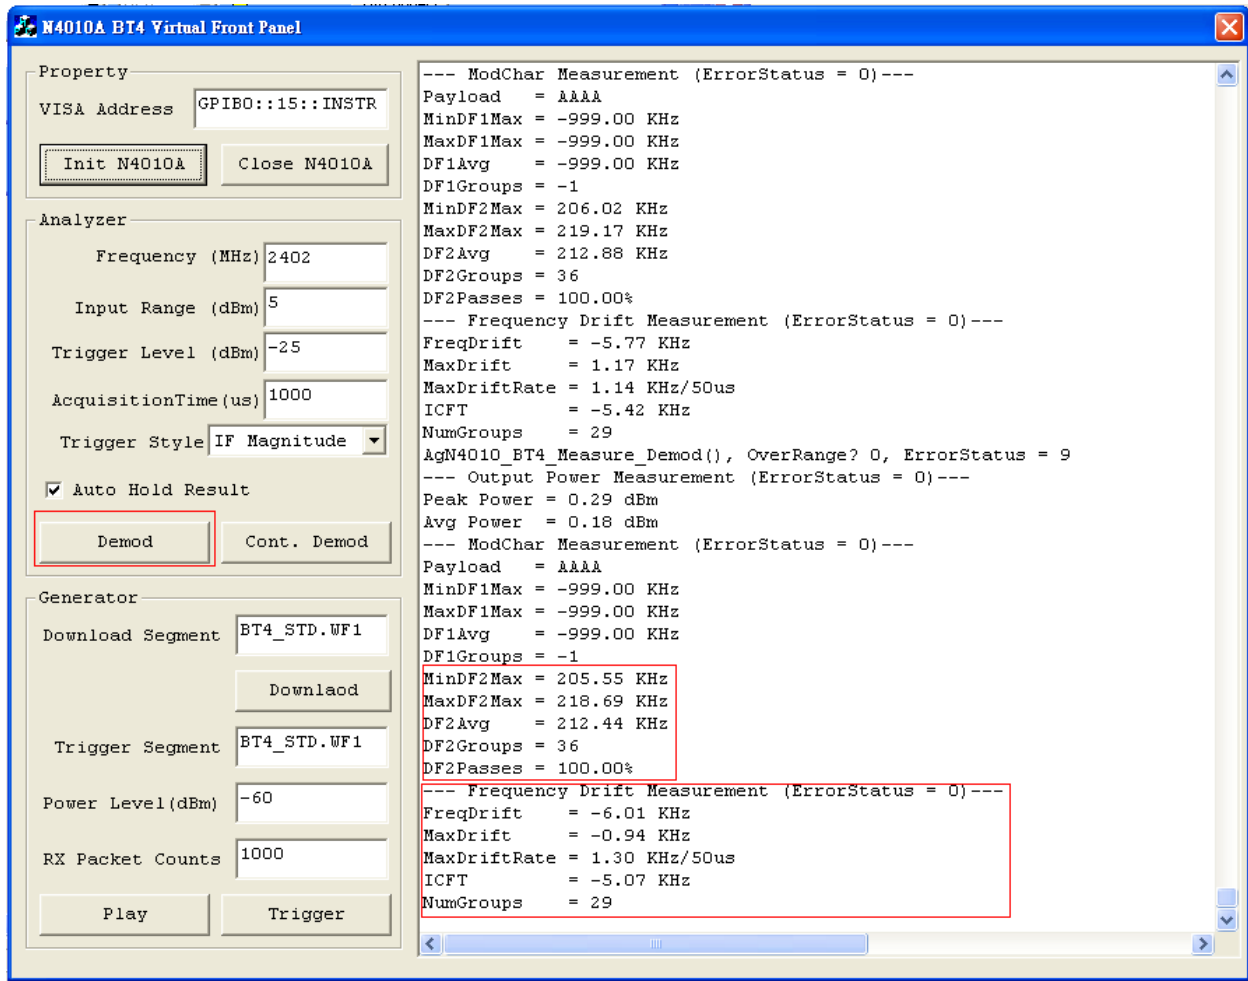 N4010A BT4 Virtual Front Panel
Property
VISA Address
GPIB0::15::INSTR
Init N4010A
Close N4010A
Analyzer
Frequency (MHz)
2402
Input Range (dBm)
5
Trigger Level (dBm)
-25
AcquisitionTime(us)
1000
Trigger Style
IF Magnitude
Auto Hold Result
Demod
Cont. Demod
Generator
Download Segment
BT4_STD.WF1
Downlaod
Trigger Segment
BT4_STD.WF1
Power Level(dBm)
-60
RX Packet Counts
1000
Play
Trigger
--- ModChar Measurement (ErrorStatus = 0)---
Payload = AAAA
MinDF1Max = -999.00 KHz
MaxDF1Max = -999.00 KHz
DF1Avg = -999.00 KHz
DF1Groups = -1
MinDF2Max = 206.02 KHz
MaxDF2Max = 219.17 KHz
DF2Avg = 212.88 KHz
DF2Groups = 36
DF2Passes = 100.00%
--- Frequency Drift Measurement (ErrorStatus = 0)---
FreqDrift = -5.77 KHz
MaxDrift = 1.17 KHz
MaxDriftRate = 1.14 KHz/50us
ICFT = -5.42 KHz
NumGroups = 29
AgN4010_BT4_Measure_Demod(), OverRange? 0, ErrorStatus = 9
--- Output Power Measurement (ErrorStatus = 0)---
Peak Power = 0.29 dBm
Avg Power = 0.18 dBm
--- ModChar Measurement (ErrorStatus = 0)---
Payload = AAAA
MinDF1Max = -999.00 KHz
MaxDF1Max = -999.00 KHz
DF1Avg = -999.00 KHz
DF1Groups = -1
MinDF2Max = 205.55 KHz
MaxDF2Max = 218.69 KHz
DF2Avg = 212.44 KHz
DF2Groups = 36
DF2Passes = 100.00%
--- Frequency Drift Measurement (ErrorStatus = 0)---
FreqDrift = -6.01 KHz
MaxDrift = -0.94 KHz
MaxDriftRate = 1.30 KHz/50us
ICFT = -5.07 KHz
NumGroups = 29